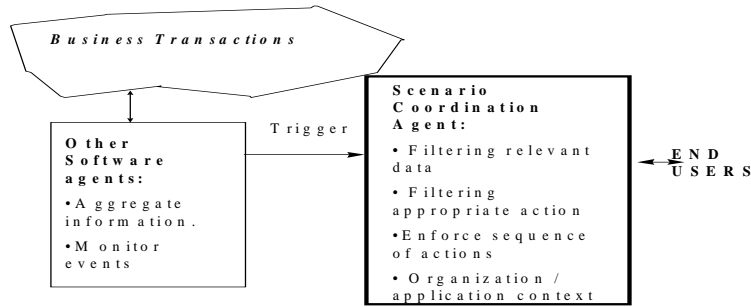 Business Transactions
Other
Software
agents:
•Aggregate
information.
•Monitor
events
Trigger
Scenario
Coordination
Agent:
• Filtering relevant
data
• Filtering
appropriate action
•Enforce sequence
of actions
• Organization /
application context
END
USERS